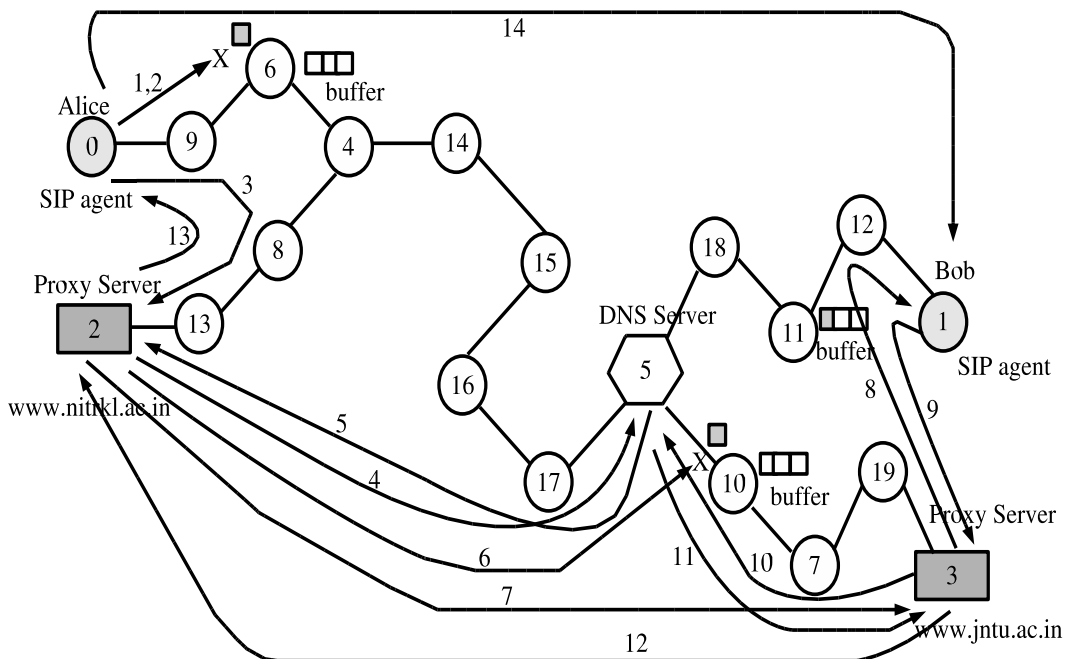 14
X
6
buffer
1,2
Alice
0
9
4
14
3
SIP agent
13
8
15
18
12
Bob
Proxy Server
2
13
DNS Server
11
buffer
1
SIP agent
5
16
www.nitrkl.ac.in
5
4
8
9
X
10
buffer
17
19
Proxy Server
6
7
11
10
7
3
www.jntu.ac.in
12